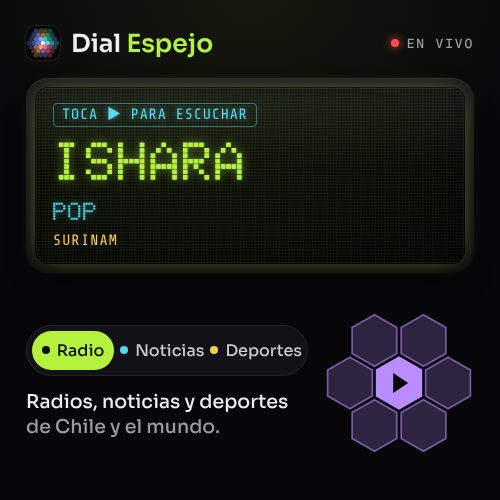 Dial Espejo
EN VIVO
TOCA ▶ PARA ESCUCHAR
ISHARA
POP
SURINAM
Radio
Noticias
Deportes
Radios, noticias y deportes
de Chile y el mundo.